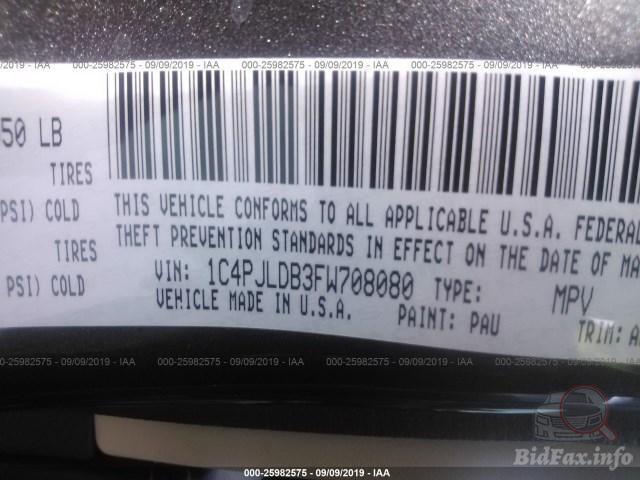 000-25982575 - 09/09/2019 - IAA 000-25982575 - 09/09/2019 - IAA 000-25982575 - 09/09/2019 - IAA
50 LB
TIRES
PSI) COLD
TIRES
PSI) COLD
THIS VEHICLE CONFORMS TO ALL APPLICABLE U.S.A. FEDERAL
THEFT PREVENTION STANDARDS IN EFFECT ON THE DATE OF MA
VIN: 1C4PJLDB3FW708080 TYPE: MPV
VEHICLE MADE IN U.S.A. PAINT: PAU TRIM: A
000-25982575 - 09/09/2019 - IAA 000-25982575 - 09/09/2019 - IAA 000-25982575 - 09/09/2019 - IAA
BidFax.info
000-25982575 - 09/09/2019 - IAA